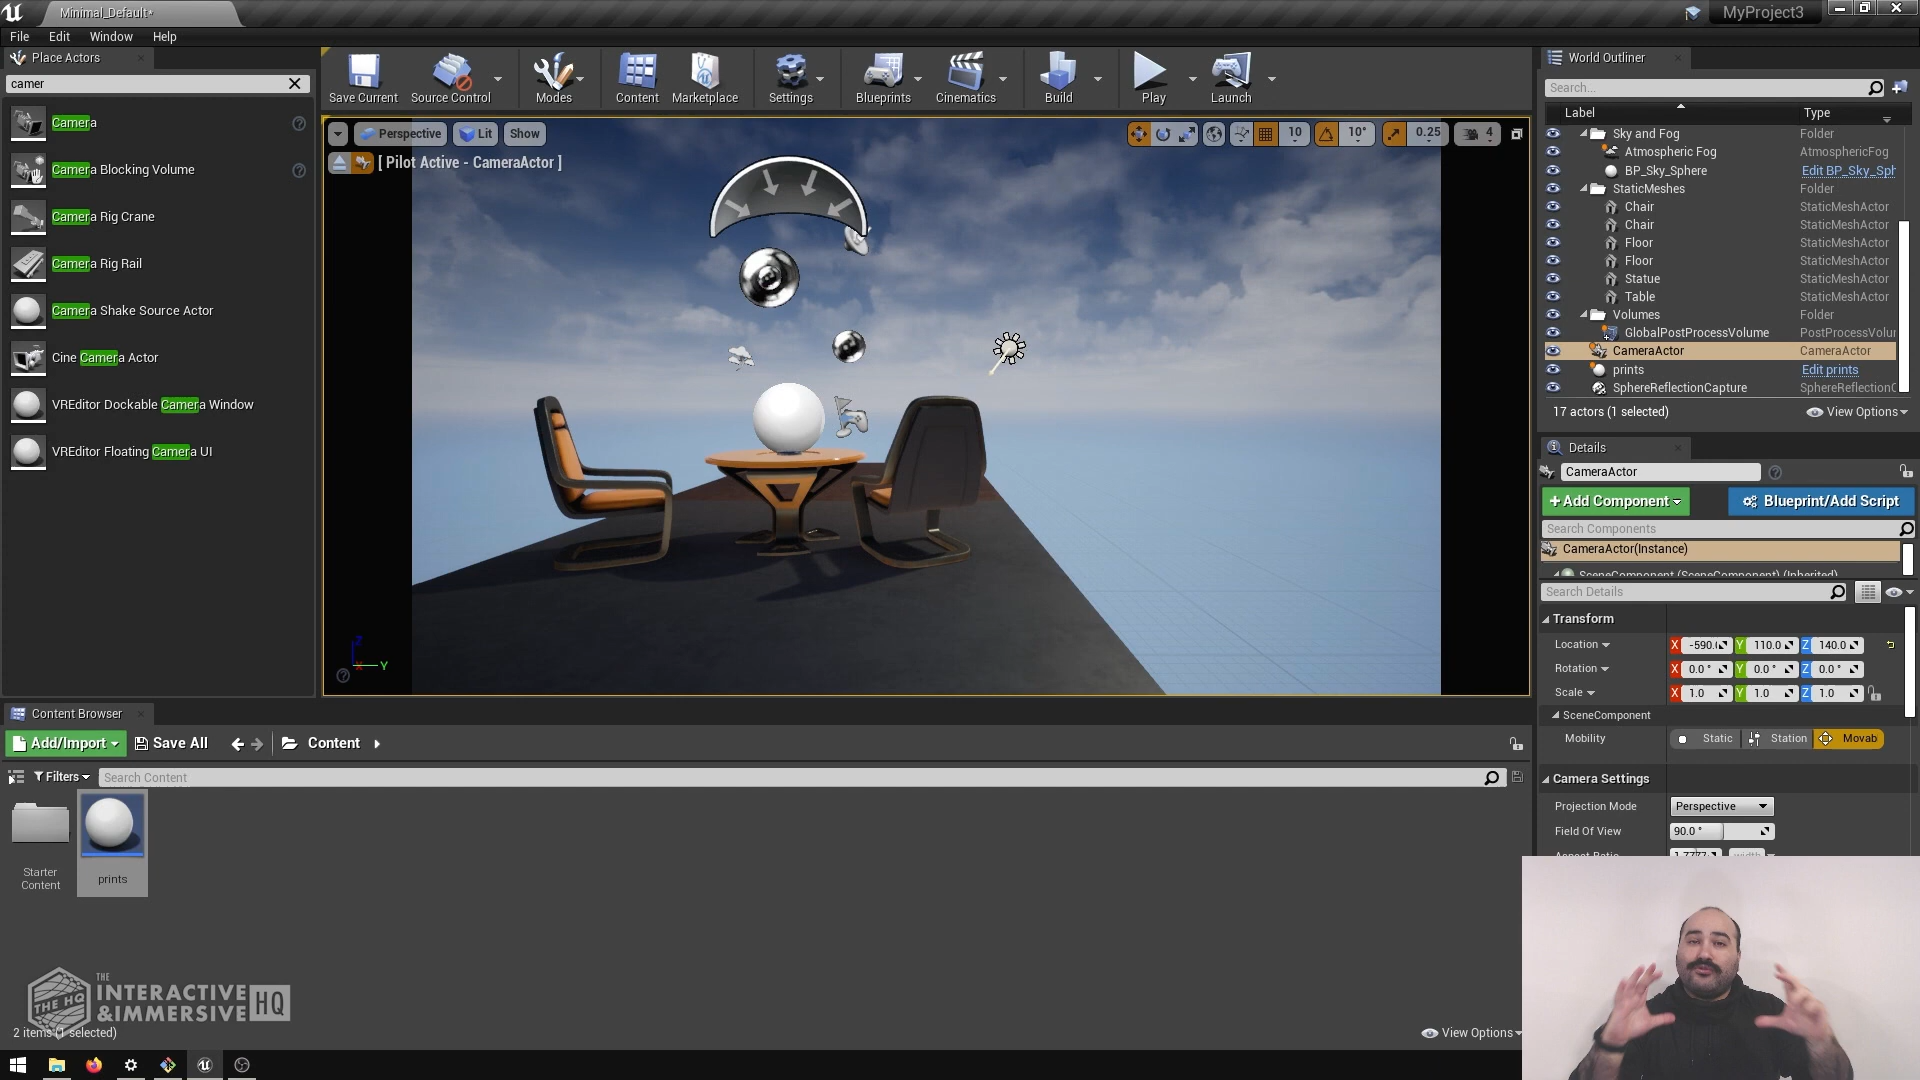 Minimal_Default*
MyProject3
File Edit Window Help
Place Actors
camer
Camera
Camera Blocking Volume
Camera Rig Crane
Camera Rig Rail
Camera Shake Source Actor
Cine Camera Actor
VREditor Dockable Camera Window
VREditor Floating Camera UI
Save Current
Source Control
Modes
Content
Marketplace
Settings
Blueprints
Cinematics
Build
Play
Launch
Perspective Lit Show
10 10° 0.25 4
[ Pilot Active - CameraActor ]
Z
X Y
World Outliner
Search...
Label Type
Sky and Fog Folder
Atmospheric Fog AtmosphericFog
BP_Sky_Sphere Edit BP_Sky_Sph
StaticMeshes Folder
Chair StaticMeshActor
Chair StaticMeshActor
Floor StaticMeshActor
Floor StaticMeshActor
Statue StaticMeshActor
Table StaticMeshActor
Volumes Folder
GlobalPostProcessVolume PostProcessVolu
CameraActor CameraActor
prints Edit prints
SphereReflectionCapture SphereReflectionC
17 actors (1 selected)
View Options
Details
CameraActor
+Add Component
Blueprint/Add Script
Search Components
CameraActor(Instance)
SceneComponent (SceneComponent) (Inherited)
Search Details
Transform
Location X -590.( Y 110.0 Z 140.0
Rotation X 0.0 ° Y 0.0 ° Z 0.0 °
Scale X 1.0 Y 1.0 Z 1.0
SceneComponent
Mobility Static Station Movab
Camera Settings
Projection Mode Perspective
Field Of View 90.0 °
Aspect Ratio 1.7777 width
Content Browser
Add/Import Save All Content
Filters Search Content
Starter
Content
prints
THE
INTERACTIVE
& IMMERSIVE
HQ
THE HQ
2 items (1 selected)
View Options